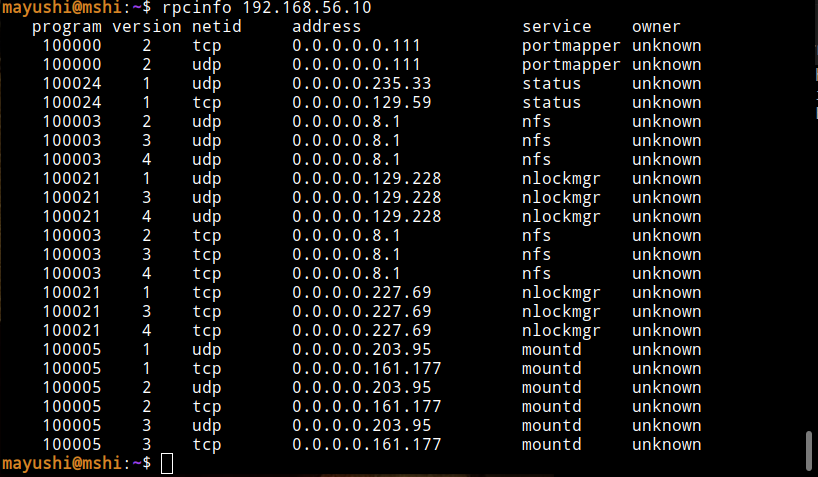 mayushi@mshi:~$ rpcinfo 192.168.56.10
   program version netid     address                service    owner
    100000    2    tcp       0.0.0.0.0.111          portmapper unknown
    100000    2    udp       0.0.0.0.0.111          portmapper unknown
    100024    1    udp       0.0.0.0.235.33         status     unknown
    100024    1    tcp       0.0.0.0.129.59         status     unknown
    100003    2    udp       0.0.0.0.8.1            nfs        unknown
    100003    3    udp       0.0.0.0.8.1            nfs        unknown
    100003    4    udp       0.0.0.0.8.1            nfs        unknown
    100021    1    udp       0.0.0.0.129.228        nlockmgr   unknown
    100021    3    udp       0.0.0.0.129.228        nlockmgr   unknown
    100021    4    udp       0.0.0.0.129.228        nlockmgr   unknown
    100003    2    tcp       0.0.0.0.8.1            nfs        unknown
    100003    3    tcp       0.0.0.0.8.1            nfs        unknown
    100003    4    tcp       0.0.0.0.8.1            nfs        unknown
    100021    1    tcp       0.0.0.0.227.69         nlockmgr   unknown
    100021    3    tcp       0.0.0.0.227.69         nlockmgr   unknown
    100021    4    tcp       0.0.0.0.227.69         nlockmgr   unknown
    100005    1    udp       0.0.0.0.203.95         mountd     unknown
    100005    1    tcp       0.0.0.0.161.177        mountd     unknown
    100005    2    udp       0.0.0.0.203.95         mountd     unknown
    100005    2    tcp       0.0.0.0.161.177        mountd     unknown
    100005    3    udp       0.0.0.0.203.95         mountd     unknown
    100005    3    tcp       0.0.0.0.161.177        mountd     unknown
mayushi@mshi:~$